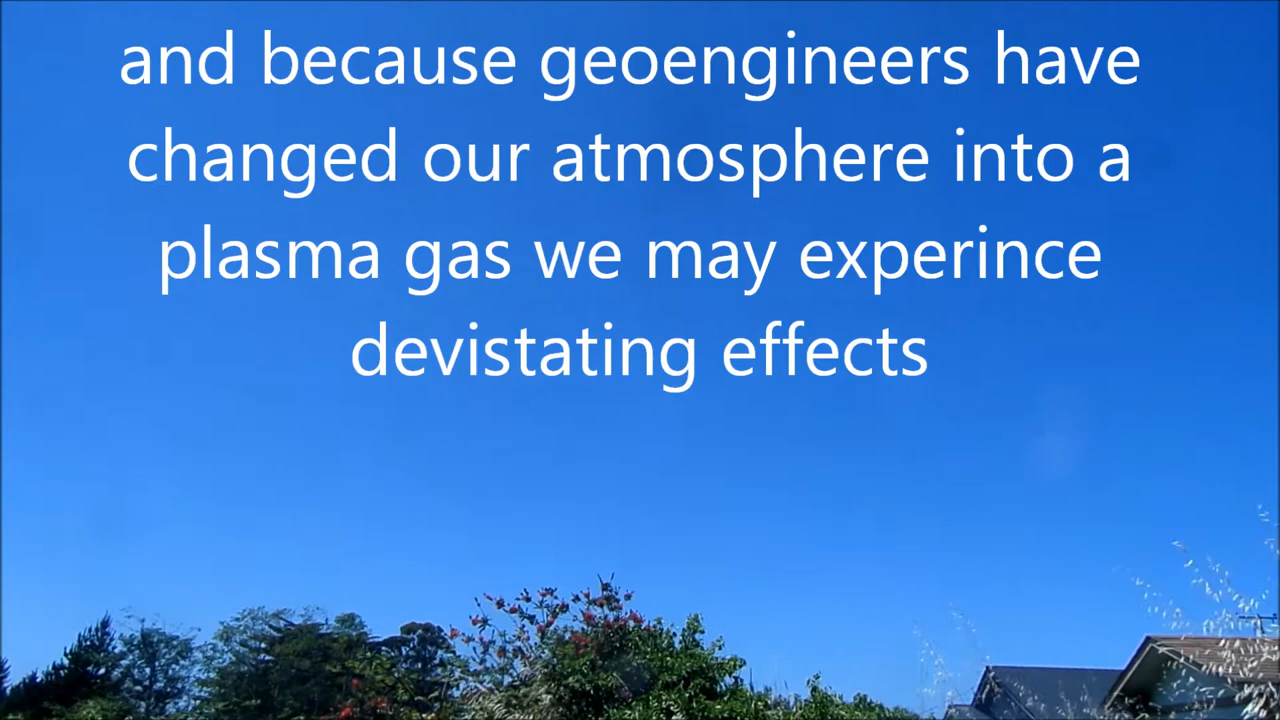 and because geoengineers have
changed our atmosphere into a
plasma gas we may experince
devistating effects